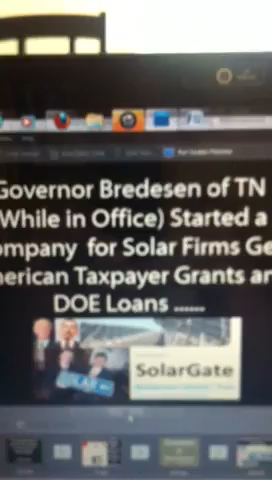 Governor Bredesen of TN
(While in Office) Started a
ompany for Solar Firms Ge
merican Taxpayer Grants an
DOE Loans ......
SOLAR
SolarGate